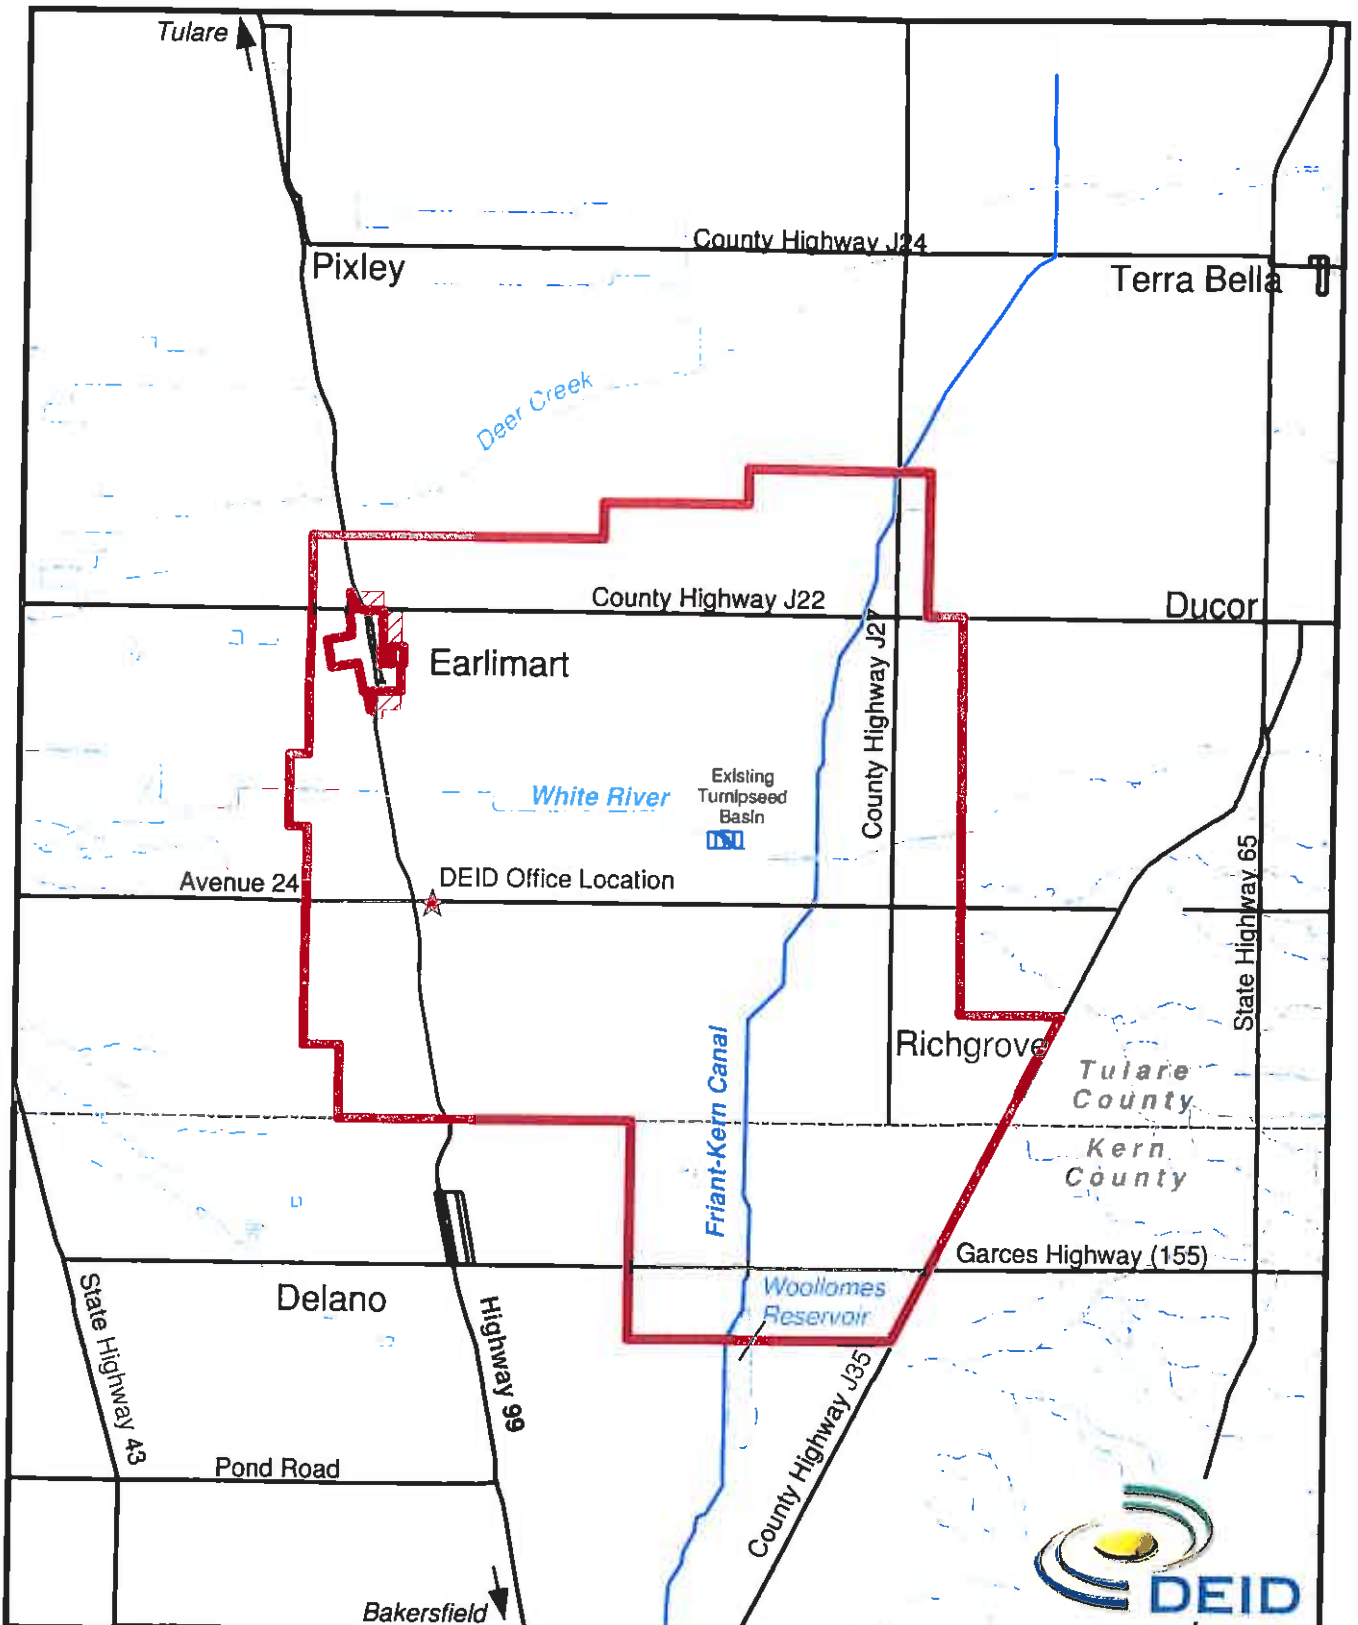 Tulare
County Highway J24
Pixley
Terra Bella
Deer Creek
County Highway J22
Ducor
Earlimart
County Highway J27
Existing
Turnipseed
Basin
White River
Avenue 24
DEID Office Location
State Highway 65
Richgrove
Friant-Kern Canal
Tulare
County
Kern
County
Garces Highway (155)
Woollomes
Reservoir
Delano
State Highway 43
Highway 99
County Highway J35
Pond Road
Bakersfield
DEID